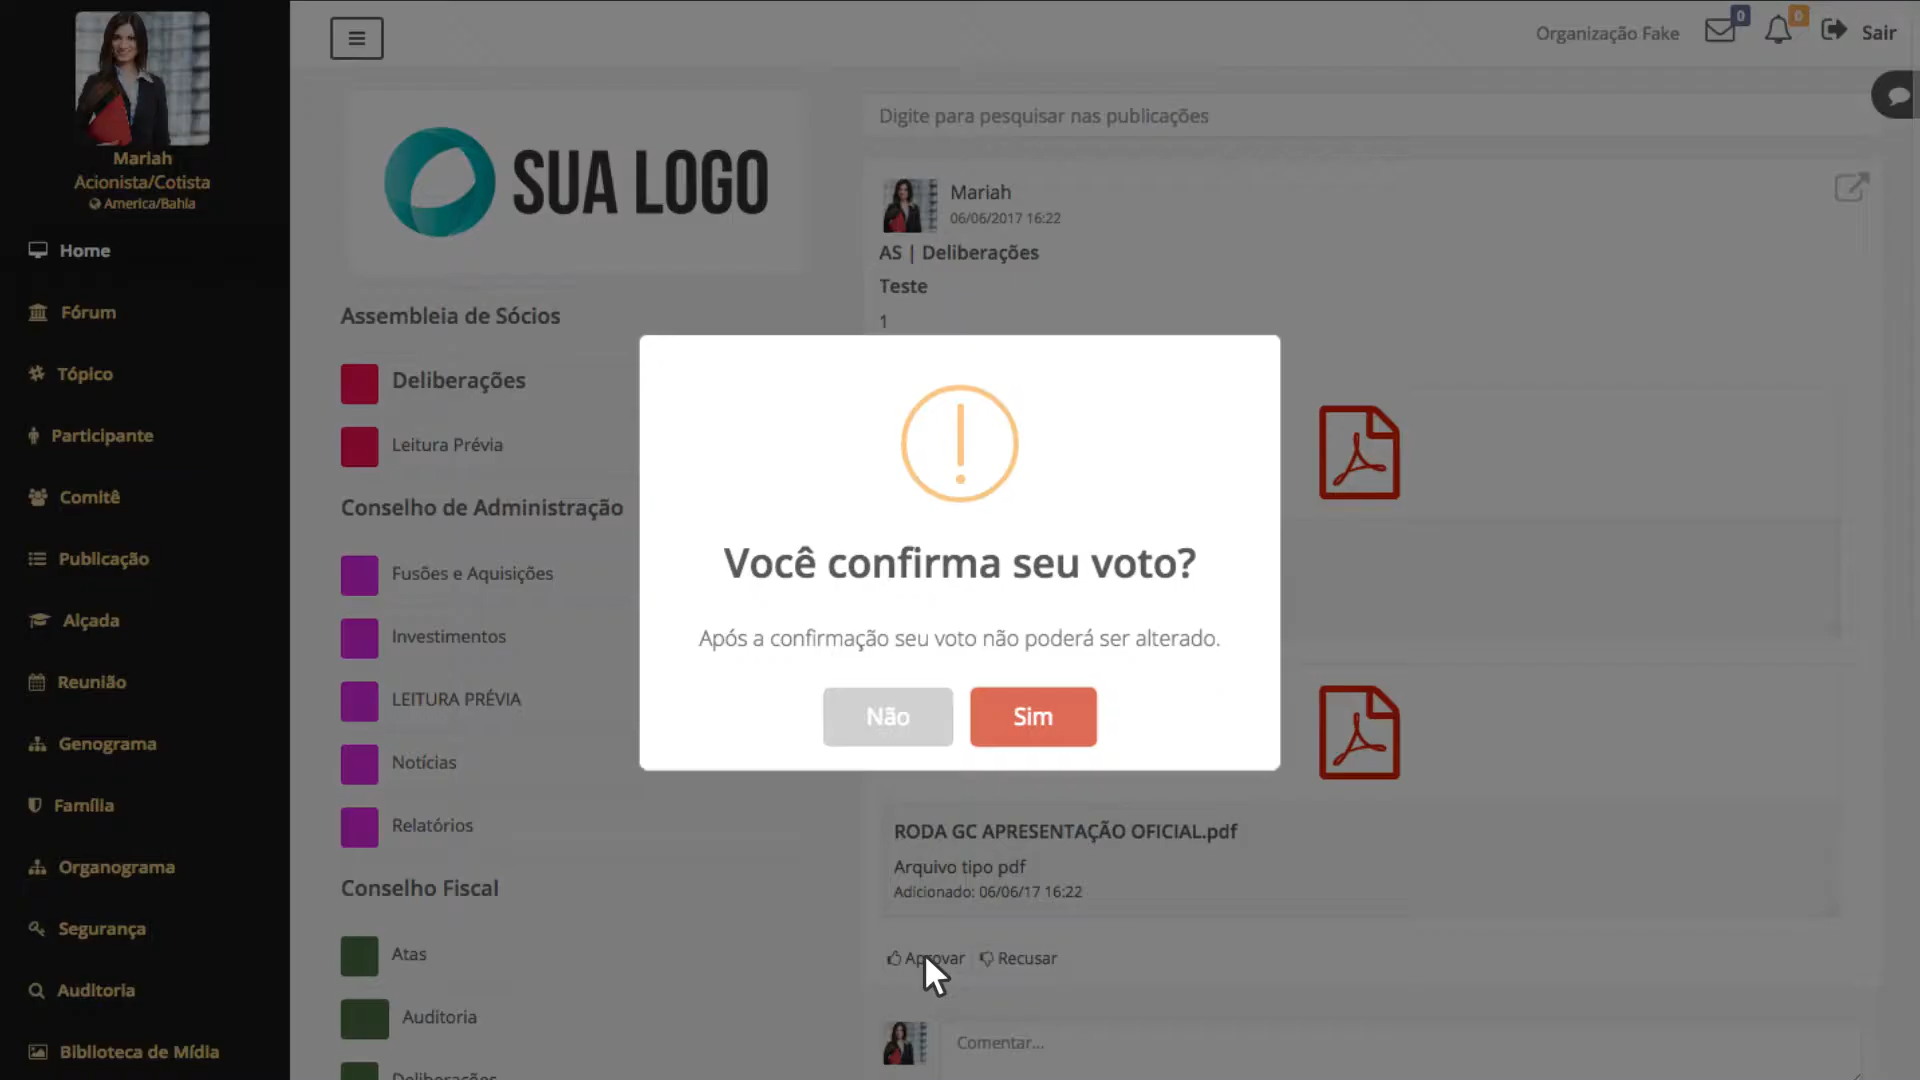 Mariah
Acionista/Cotista
America/Bahia
Home
Fórum
Tópico
Participante
Comitê
Publicação
Alçada
Reunião
Genograma
Família
Organograma
Segurança
Auditoria
Biblioteca de Mídia
Organização Fake
0
0
Sair
SUA LOGO
Assembleia de Sócios
Deliberações
Leitura Prévia
Conselho de Administração
Fusões e Aquisições
Investimentos
LEITURA PRÉVIA
Notícias
Relatórios
Conselho Fiscal
Atas
Auditoria
Deliberações
Digite para pesquisar nas publicações
Mariah
06/06/2017 16:22
AS | Deliberações
Teste
1
Você confirma seu voto?
Após a confirmação seu voto não poderá ser alterado.
Não
Sim
RODA GC APRESENTAÇÃO OFICIAL.pdf
Arquivo tipo pdf
Adicionado: 06/06/17 16:22
Aprovar
Recusar
Comentar...